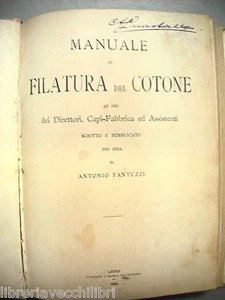 MANUALE
DI
FILATURA DEL COTONE
AD USO
dei Direttori, Capi-Fabbrica ed Assistenti
SCRITTO E PUBBLICATO
PER CURA
DI
ANTONIO FANTUZZI
libreriavecchilibri